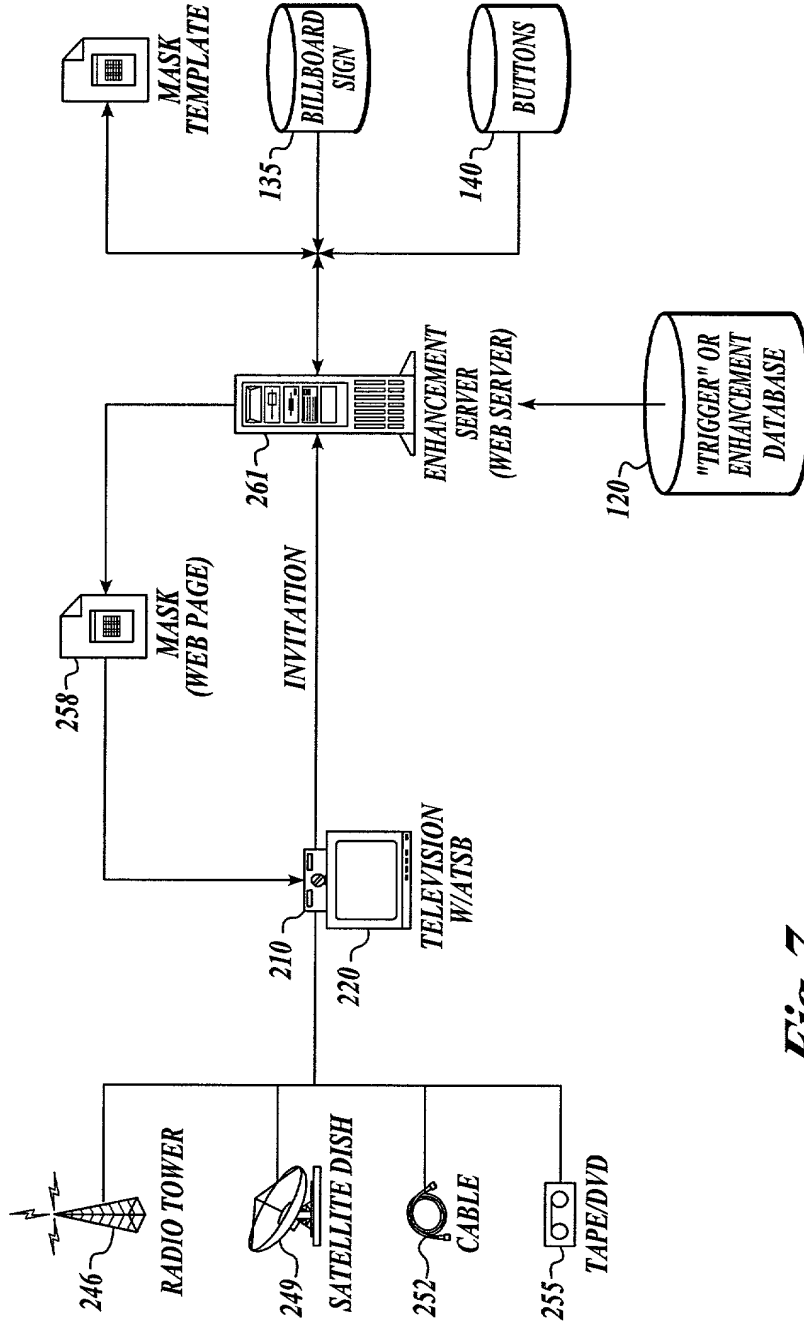 246
RADIO TOWER
249
SATELLITE DISH
252
CABLE
255
TAPE/DVD
210
220
TELEVISION
W/ATSB
258
MASK
(WEB PAGE)
INVITATION
261
ENHANCEMENT
SERVER
(WEB SERVER)
120
"TRIGGER" OR
ENHANCEMENT
DATABASE
MASK
TEMPLATE
135
BILLBOARD
SIGN
140
BUTTONS
Fig. 7